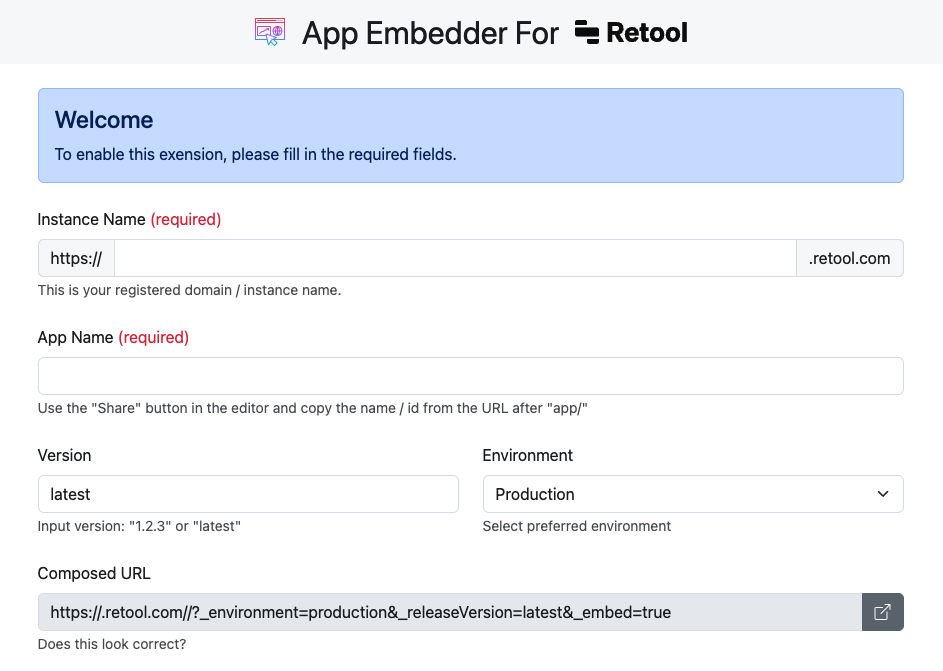 App Embedder For Retool
Welcome
To enable this exension, please fill in the required fields.
Instance Name (required)
https:// .retool.com
This is your registered domain / instance name.
App Name (required)
Use the "Share" button in the editor and copy the name / id from the URL after "app/"
Version Environment
latest Production
Input version: "1.2.3" or "latest" Select preferred environment
Composed URL
https://.retool.com//?_environment=production&_releaseVersion=latest&_embed=true
Does this look correct?